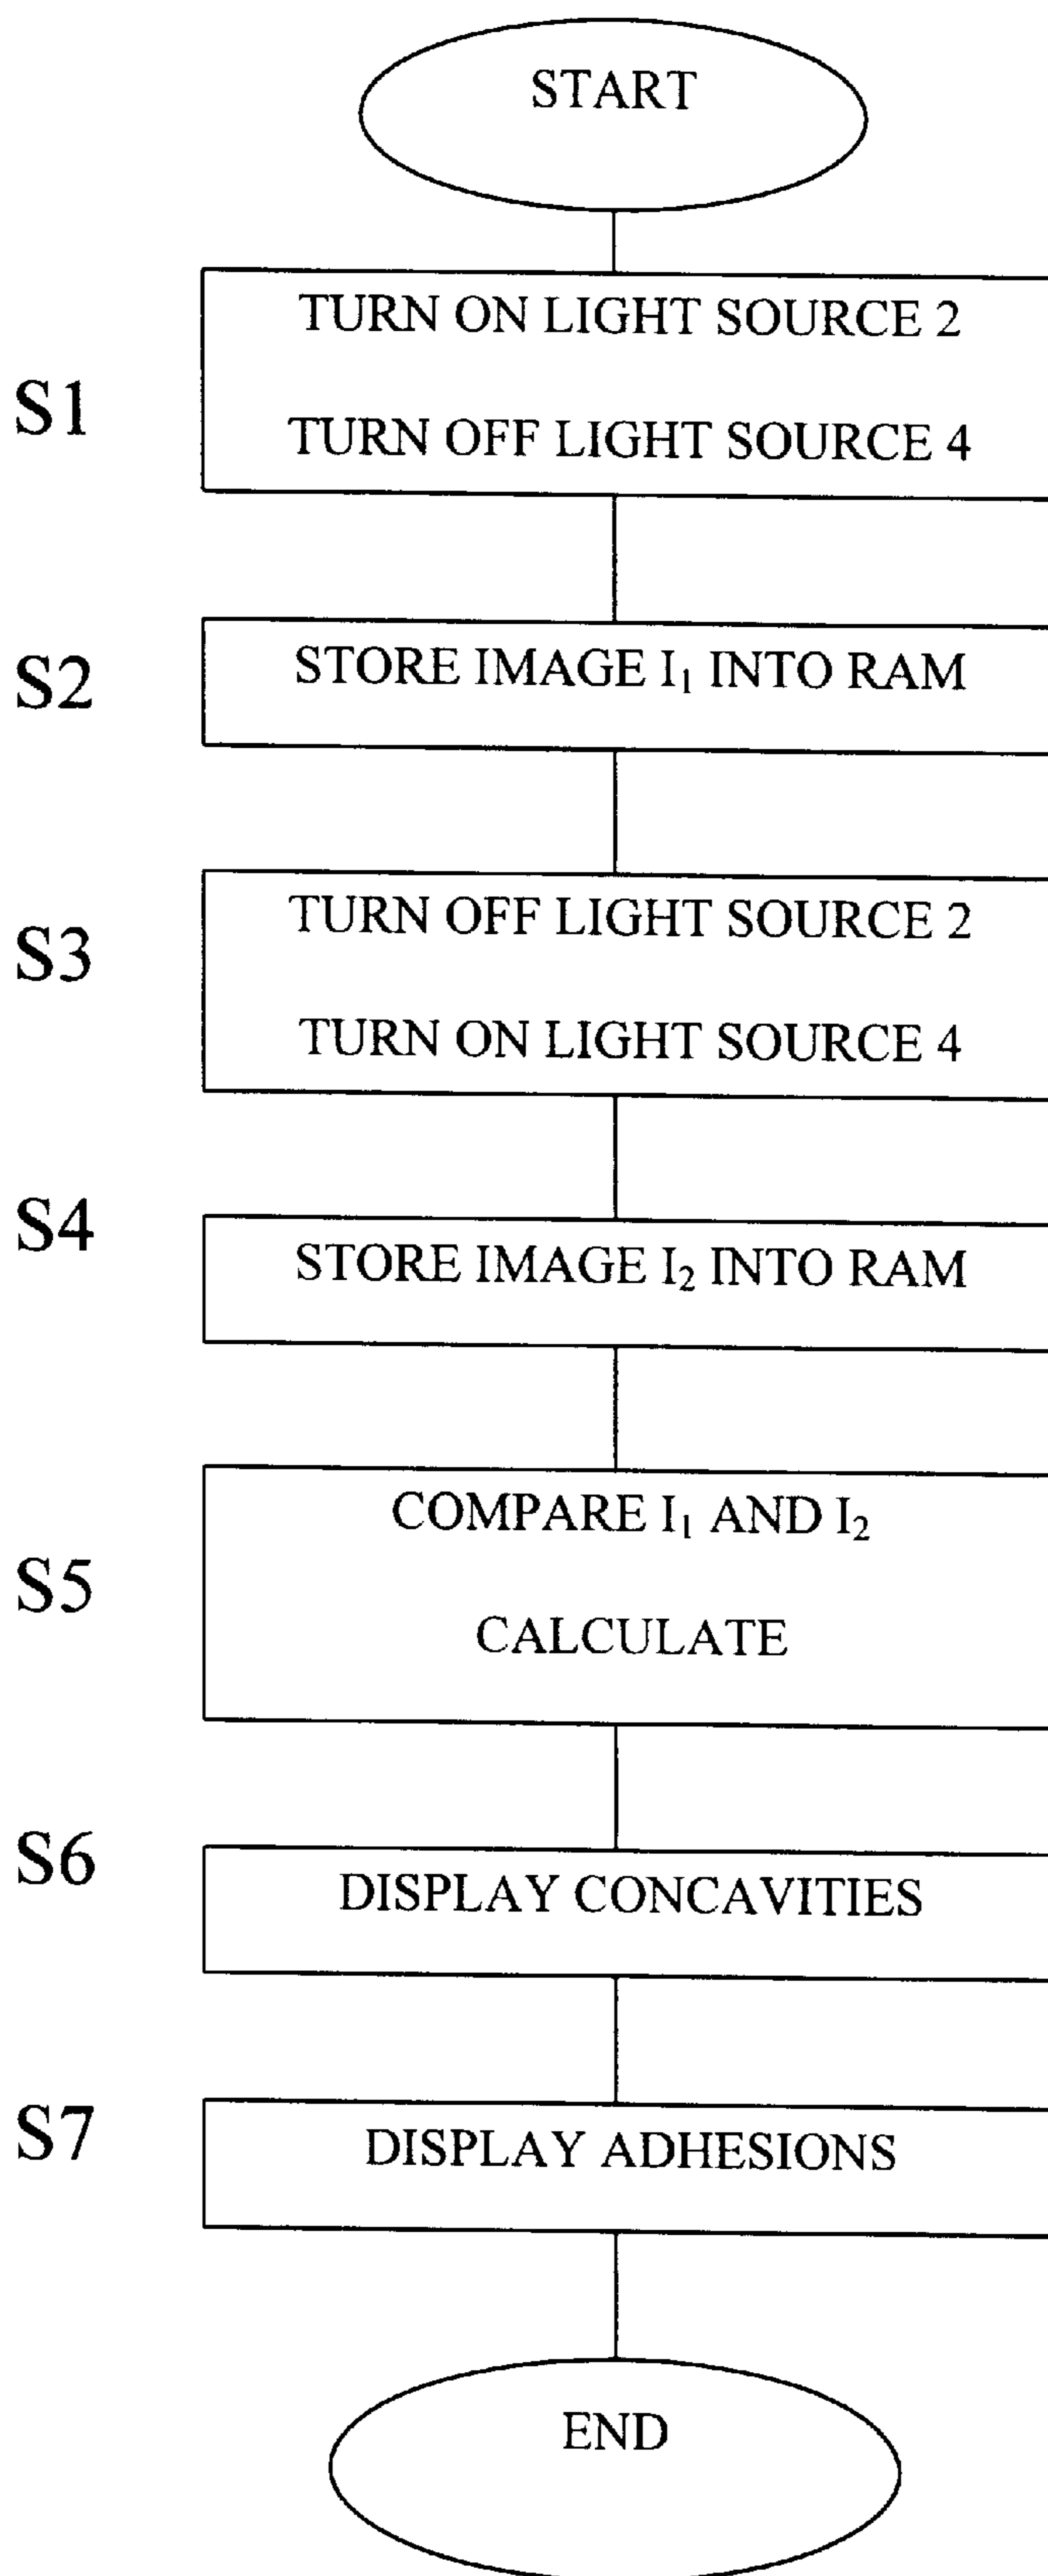 START
S1
TURN ON LIGHT SOURCE 2
TURN OFF LIGHT SOURCE 4
S2
STORE IMAGE I₁ INTO RAM
S3
TURN OFF LIGHT SOURCE 2
TURN ON LIGHT SOURCE 4
S4
STORE IMAGE I₂ INTO RAM
S5
COMPARE I₁ AND I₂
CALCULATE
S6
DISPLAY CONCAVITIES
S7
DISPLAY ADHESIONS
END